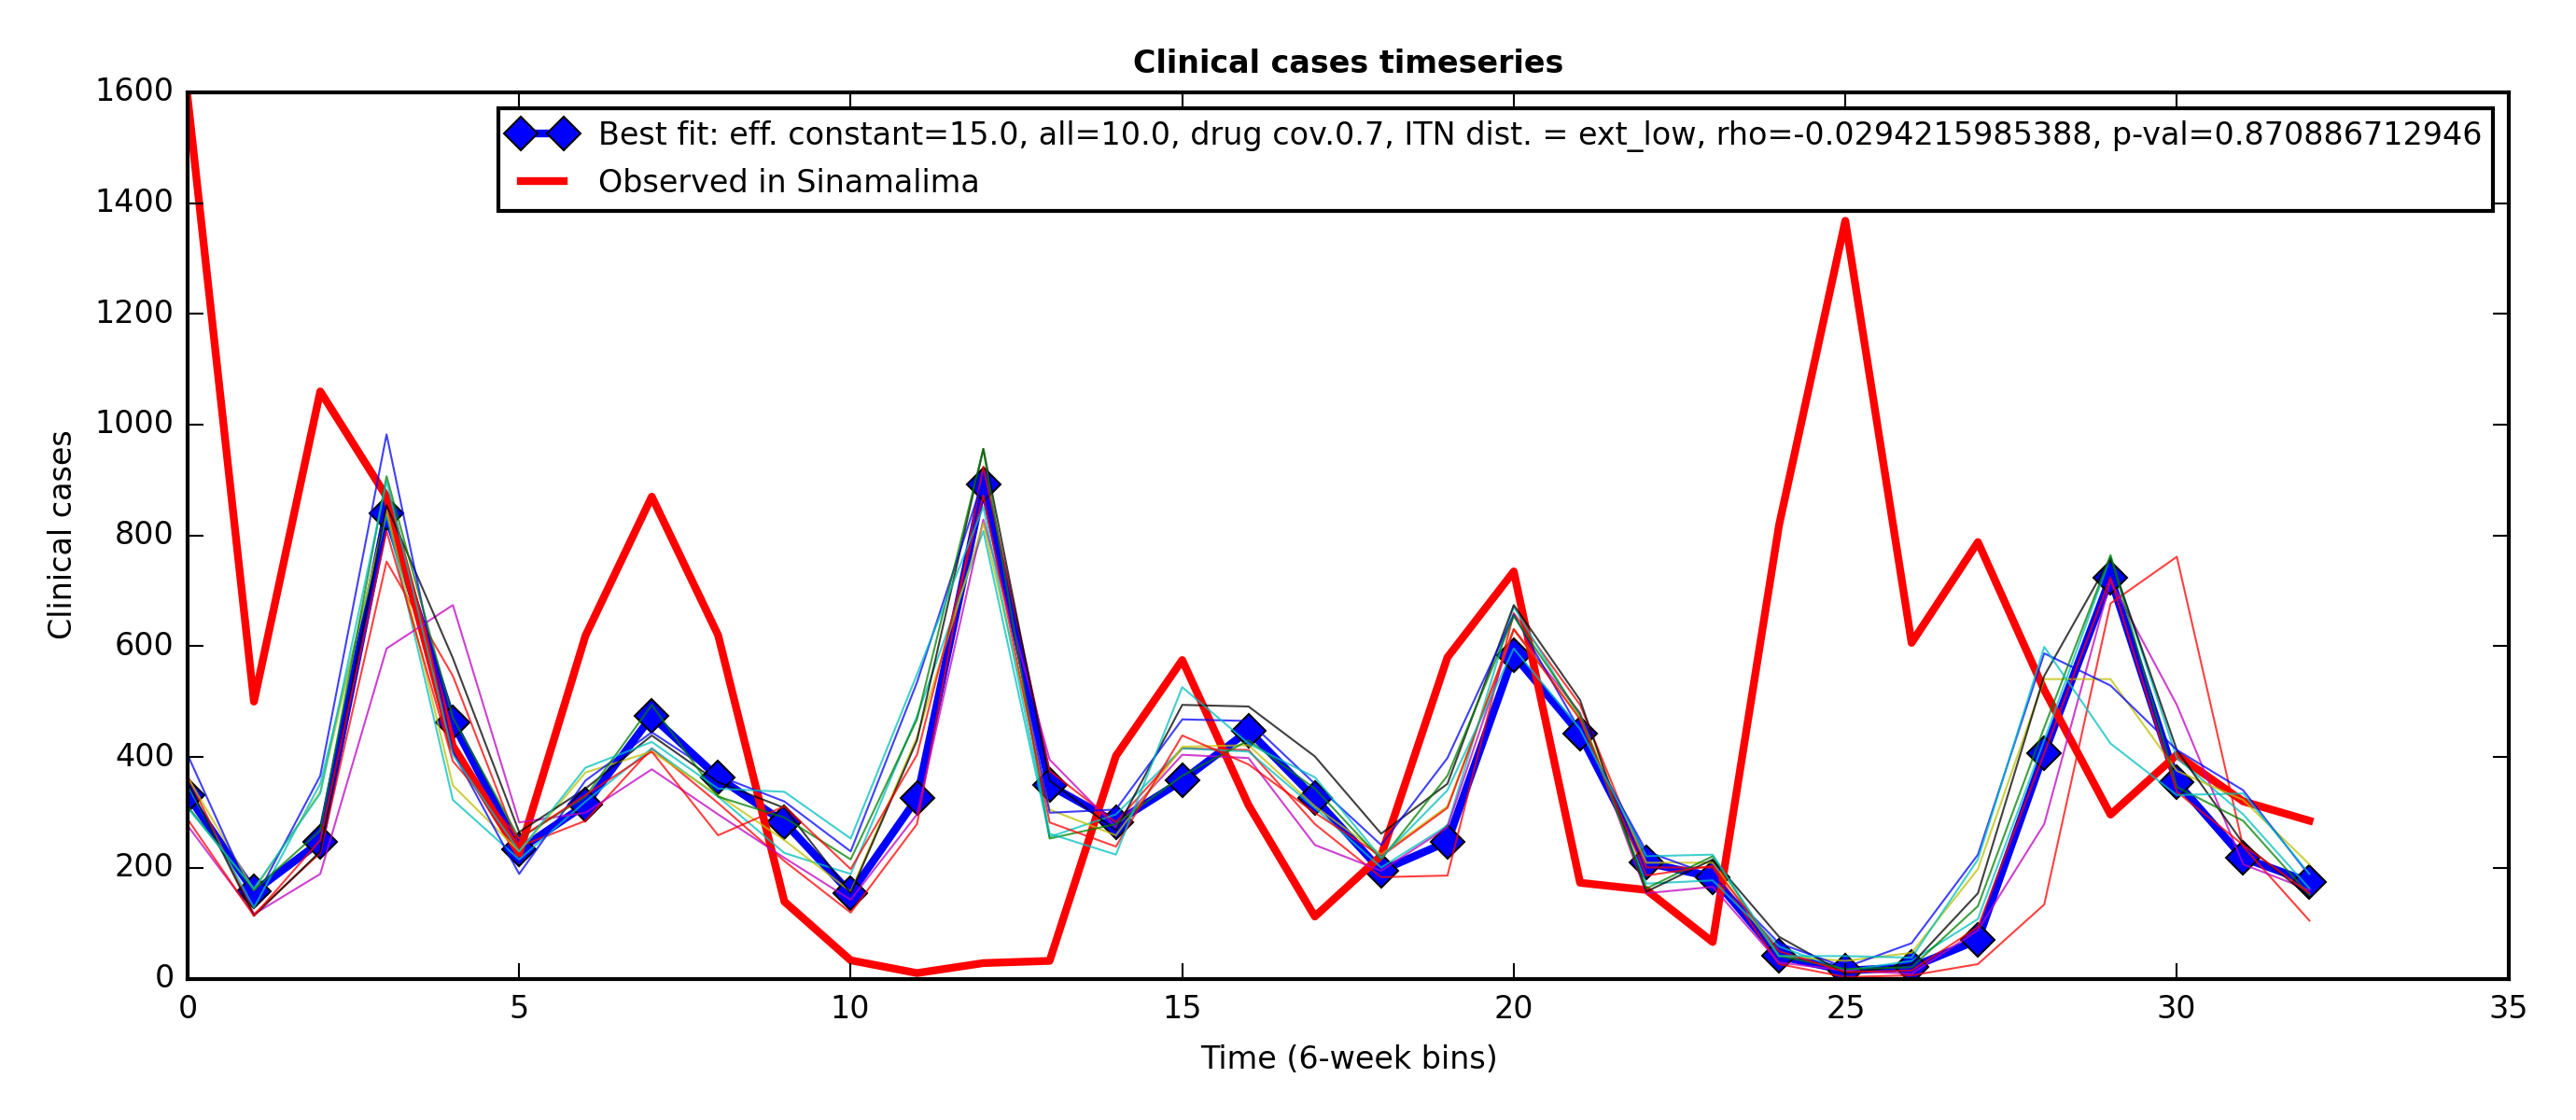 Clinical cases timeseries
1600
1400
1200
1000
800
600
400
200
0
Clinical cases
Best fit: eff. constant=15.0, all=10.0, drug cov.0.7, ITN dist. = ext_low, rho=-0.0294215985388, p-val=0.870886712946
Observed in Sinamalima
0 5 10 15 20 25 30 35
Time (6-week bins)